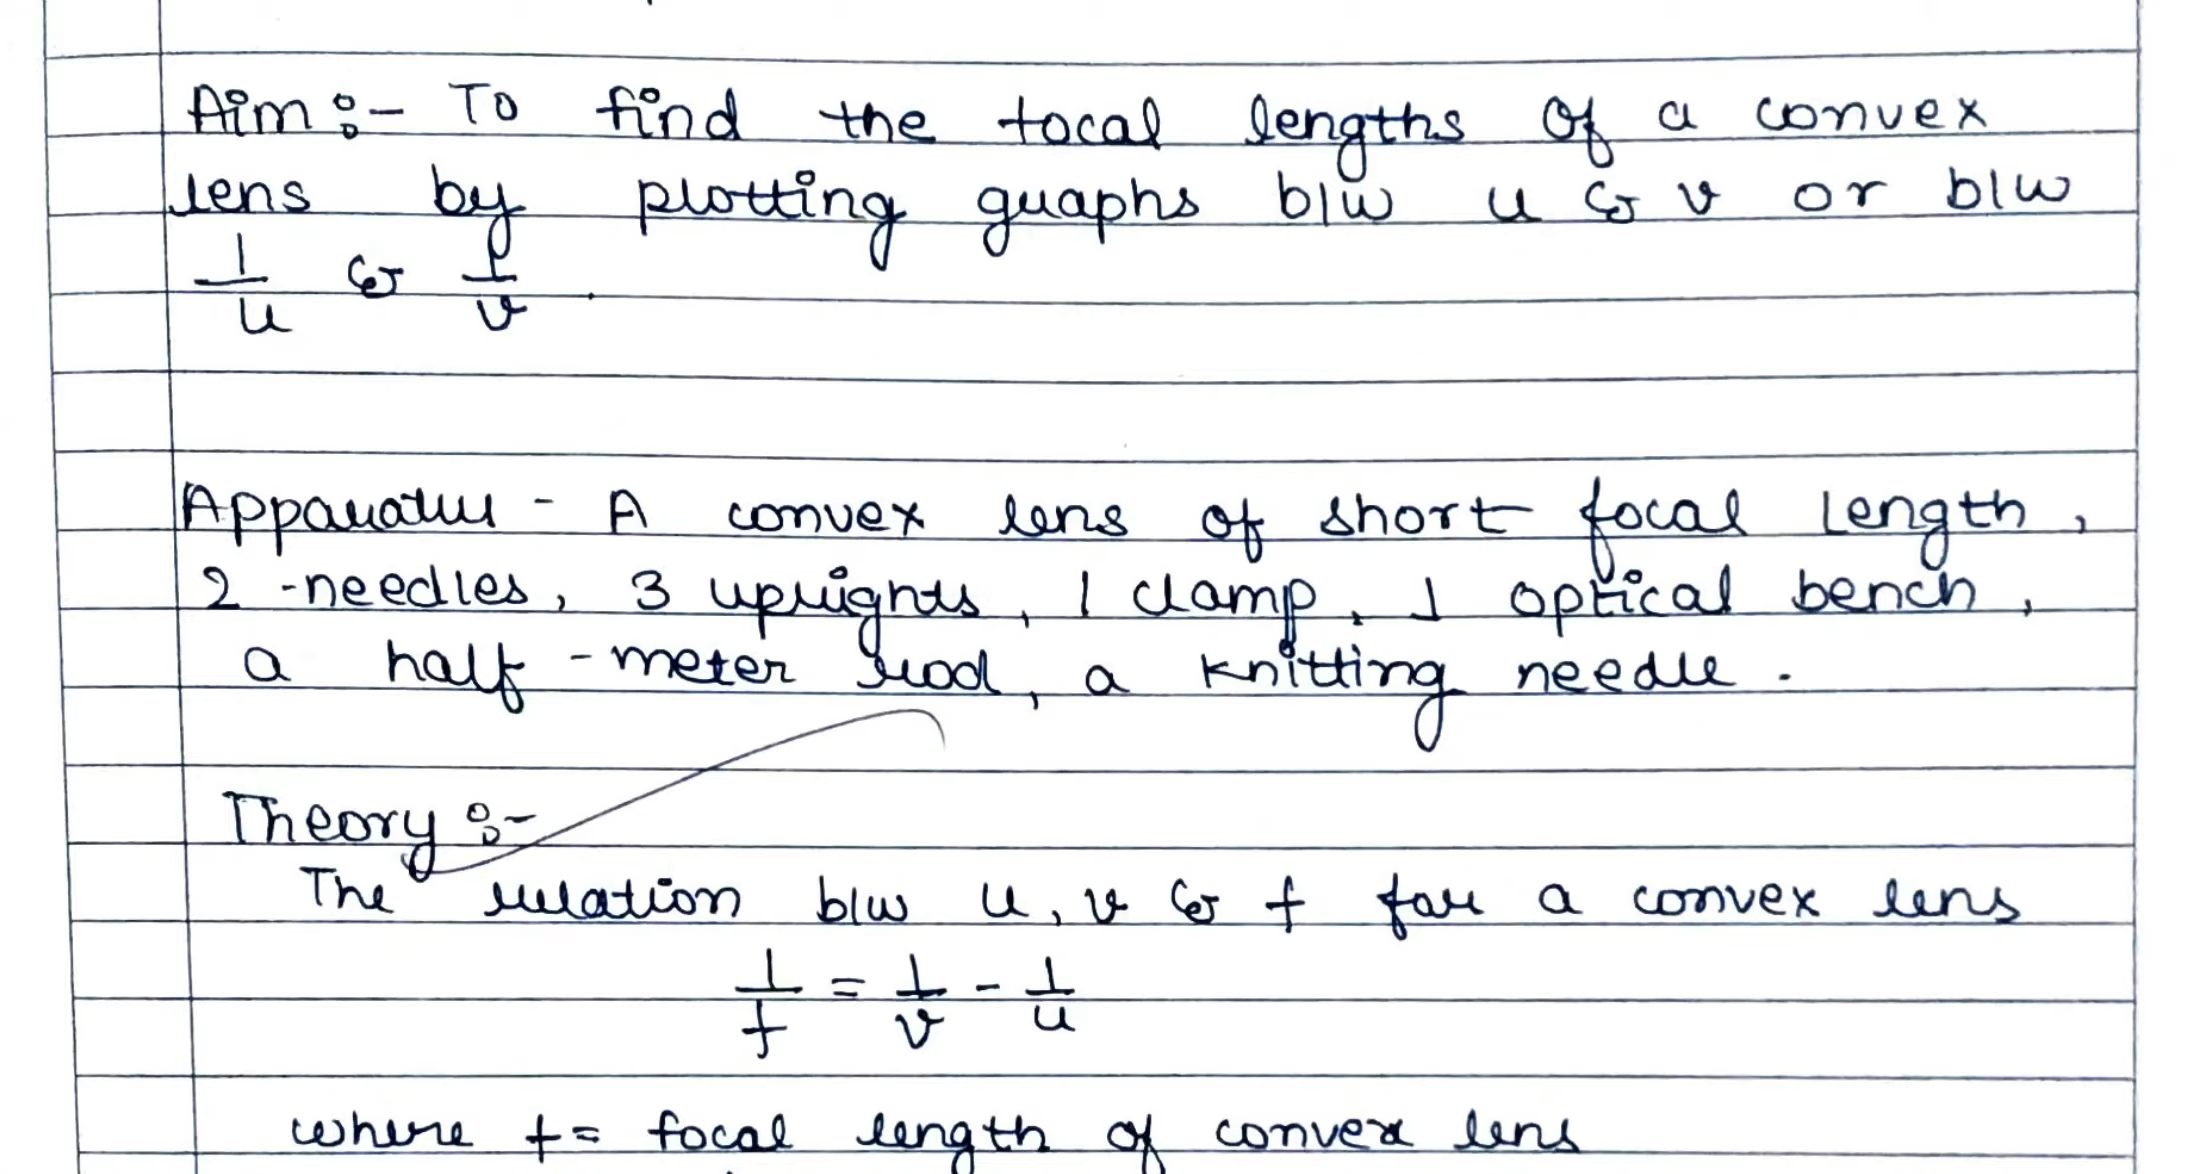 Aim :- To find the focal lengths of a convex
lens by plotting graphs b/w u & v or b/w
1/u & 1/v .
Apparatus - A convex lens of short focal length,
2 -needles, 3 uprights, 1 clamp, 1 optical bench,
a half -meter rod, a knitting needle .
Theory :-
The relation b/w u, v & f for a convex lens
1/f = 1/v - 1/u
where f = focal length of convex lens